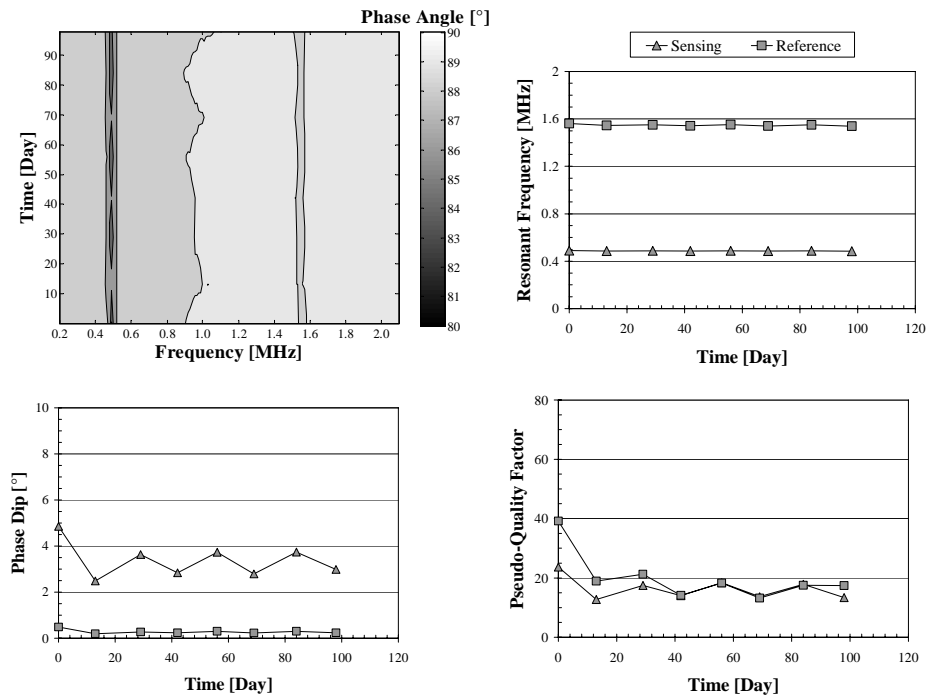 Phase Angle [°]
90
89
88
87
86
85
84
83
82
81
80
90
80
70
60
50
40
30
20
10
Time [Day]
0.2 0.4 0.6 0.8 1.0 1.2 1.4 1.6 1.8 2.0
Frequency [MHz]
Sensing Reference
2
1.6
1.2
0.8
0.4
0
Resonant Frequency [MHz]
0 20 40 60 80 100 120
Time [Day]
10
8
6
4
2
0
Phase Dip [°]
0 20 40 60 80 100 120
Time [Day]
80
60
40
20
0
Pseudo-Quality Factor
0 20 40 60 80 100 120
Time [Day]